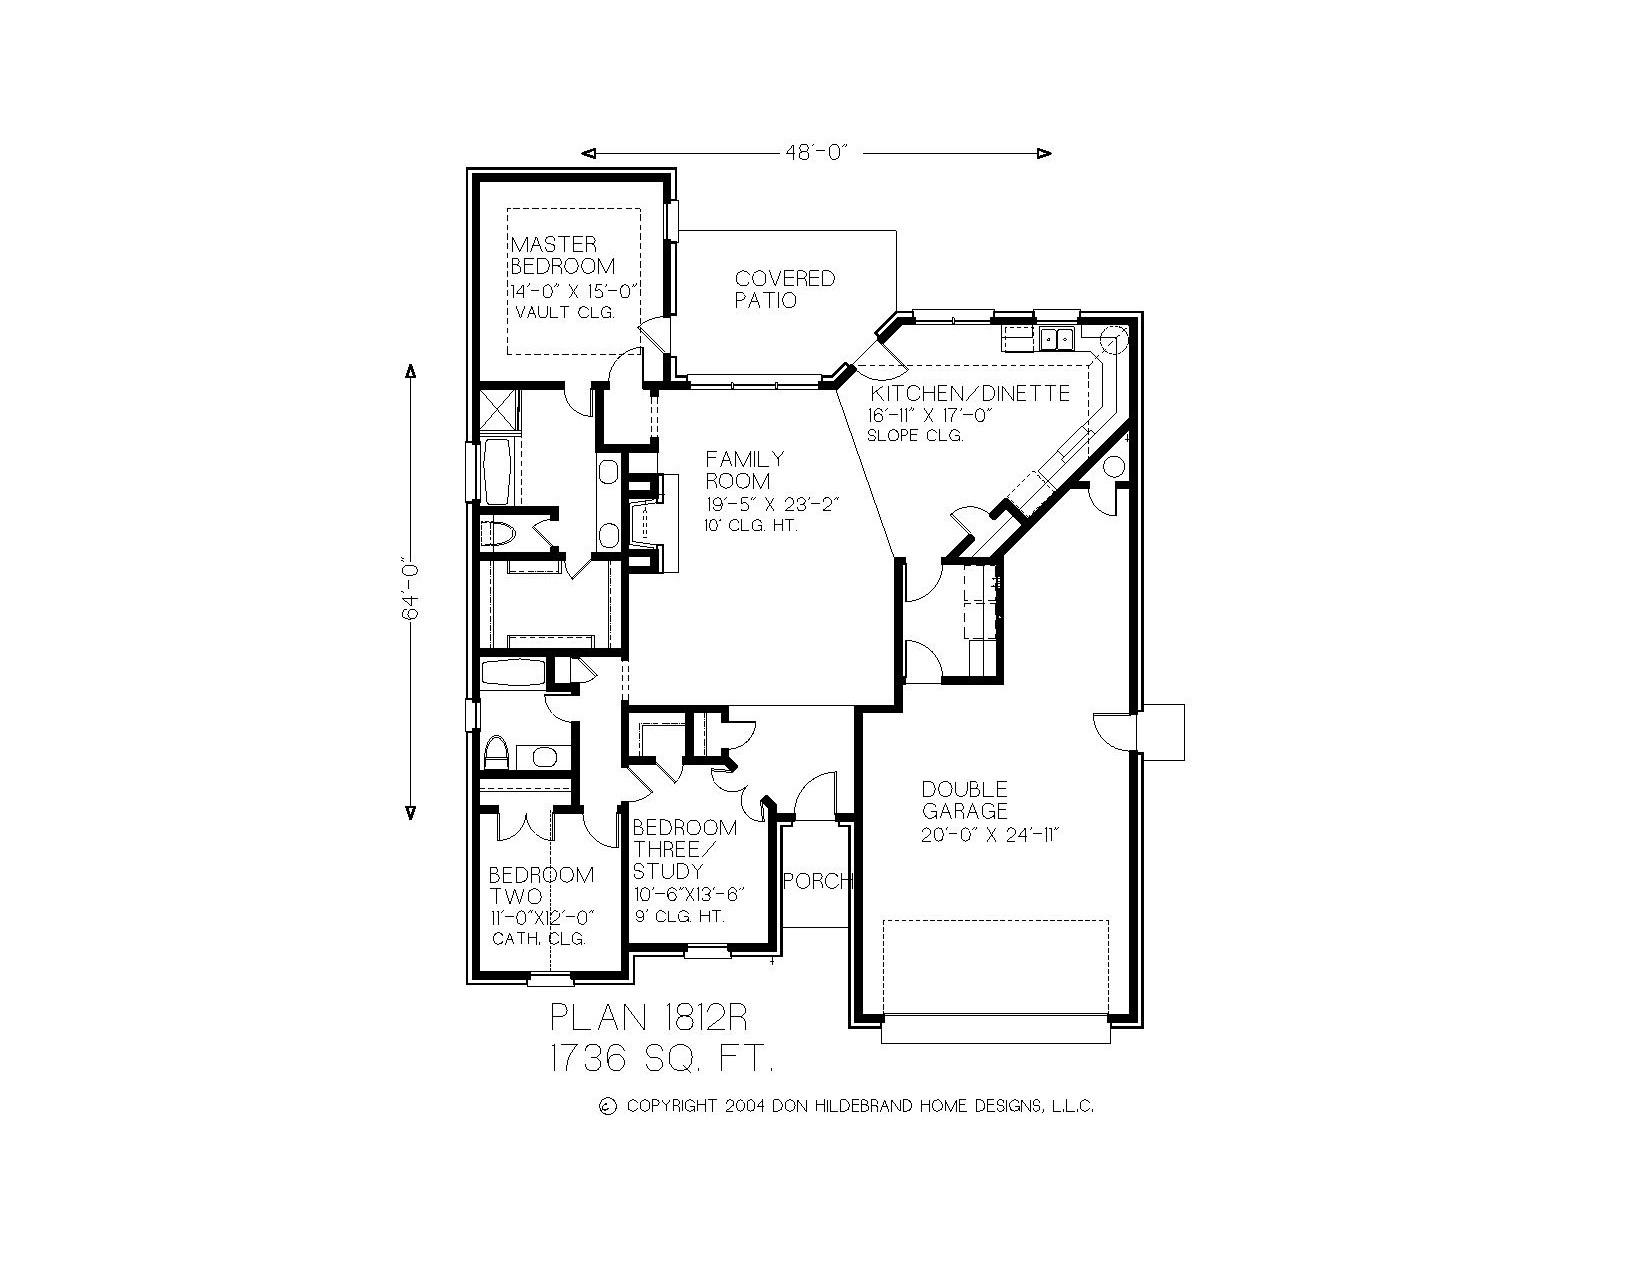 48'-0"
MASTER
BEDROOM
14'-0" X 15'-0"
VAULT CLG.
COVERED
PATIO
KITCHEN/DINETTE
16'-11" X 17'-0"
SLOPE CLG.
FAMILY
ROOM
19'-5" X 23'-2"
10' CLG. HT.
64'-0"
DOUBLE
GARAGE
20'-0" X 24'-11"
BEDROOM
THREE/
STUDY
10'-6"X13'-6"
9' CLG. HT.
PORCH
BEDROOM
TWO
11'-0"X12'-0"
CATH. CLG.
PLAN 1812R
1736 SQ. FT.
© COPYRIGHT 2004 DON HILDEBRAND HOME DESIGNS, L.L.C.